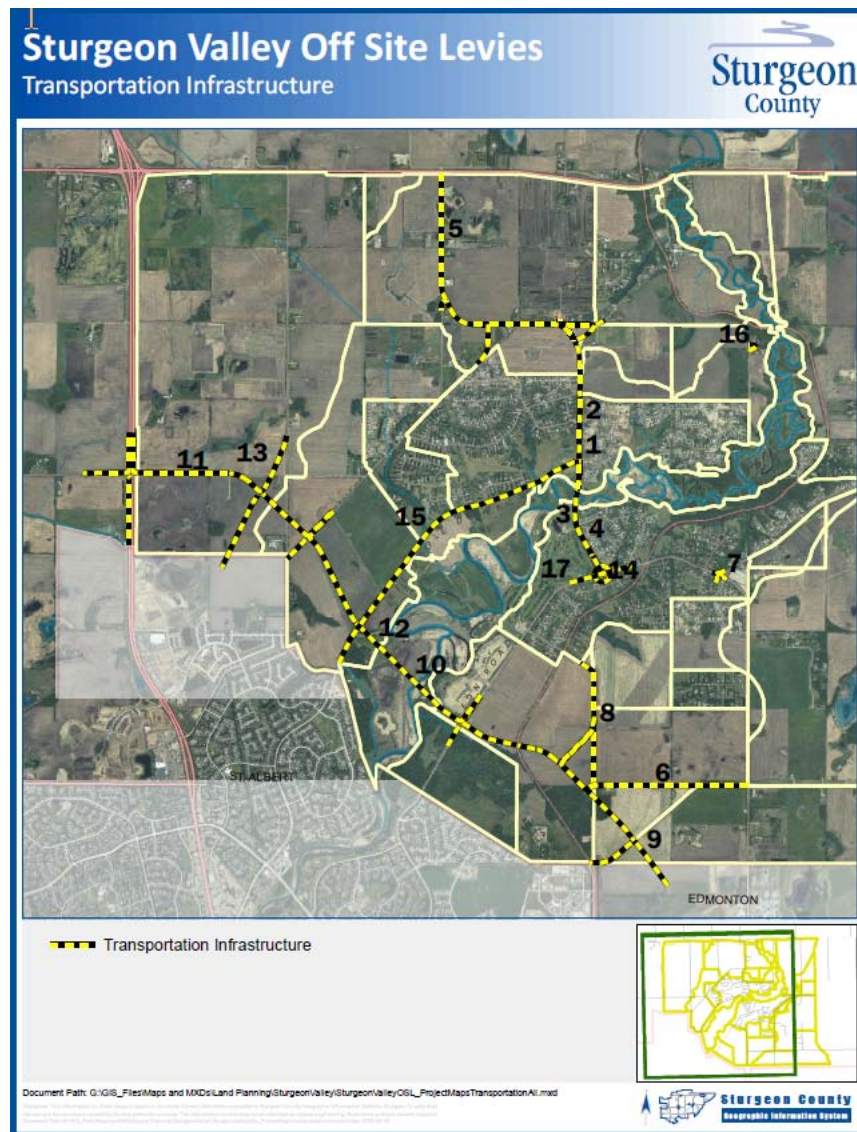 Sturgeon Valley Off Site Levies
Transportation Infrastructure
Sturgeon
County
5
16
2
1
11
13
15
3
4
17
14
7
12
10
8
6
9
ST ALBERT
EDMONTON
Transportation Infrastructure
Document Path: G:\GIS_Files\Maps and MXDs\Land Planning\SturgeonValley\SturgeonValleyOSL_ProjectMapsTransportationAll.mxd
Sturgeon County
Geographic Information System